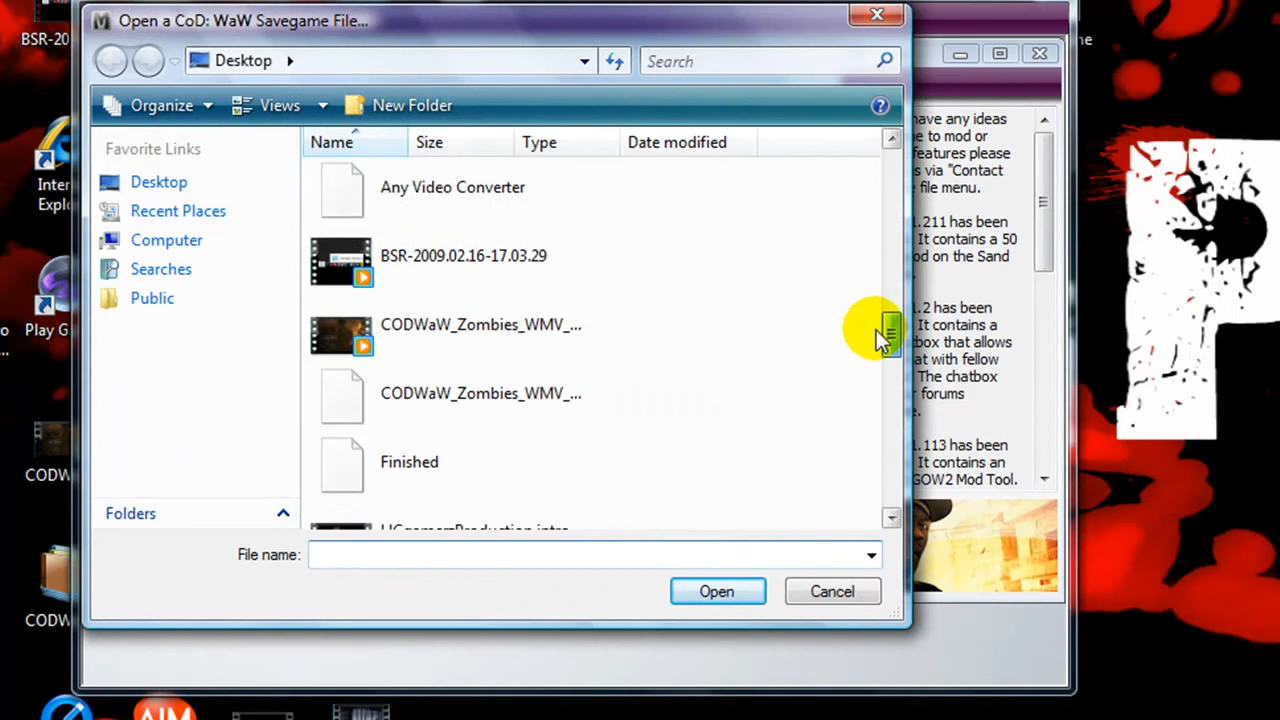 BSR-20
Open a CoD: WaW Savegame File...
ne
Desktop
Search
Organize
Views
New Folder
?
Favorite Links
Desktop
Recent Places
Computer
Searches
Public
Folders
Name
Size
Type
Date modified
Any Video Converter
BSR-2009.02.16-17.03.29
CODWaW_Zombies_WMV_...
CODWaW_Zombies_WMV_...
Finished
File name:
Open
Cancel
Inter
Explo
Play G
...
CODW
CODW
have any ideas
e to mod or
features please
s via "Contact
e file menu.
.211 has been
It contains a 50
od on the Sand
.
.2 has been
It contains a
box that allows
at with fellow
The chatbox
r forums
e.
.113 has been
It contains an
GOW2 Mod Tool.
P
AIM